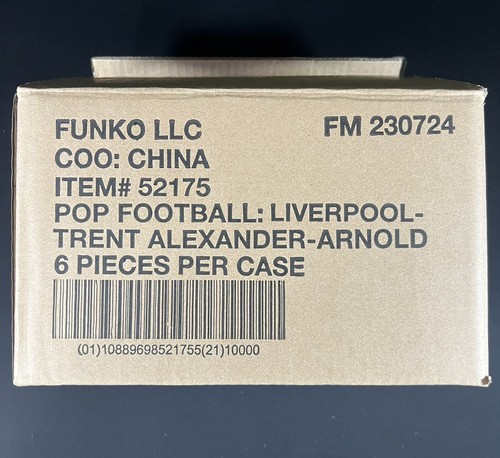 FUNKO LLC FM 230724
COO: CHINA
ITEM# 52175
POP FOOTBALL: LIVERPOOL-
TRENT ALEXANDER-ARNOLD
6 PIECES PER CASE
(01)10889698521755(21)10000